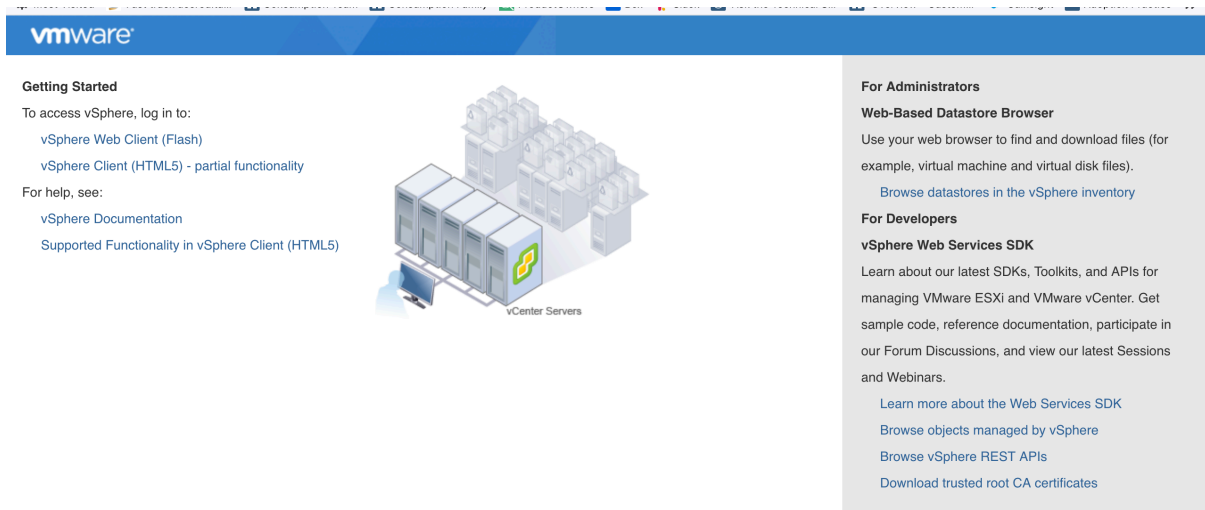 vmware
Getting Started
To access vSphere, log in to:
vSphere Web Client (Flash)
vSphere Client (HTML5) - partial functionality
For help, see:
vSphere Documentation
Supported Functionality in vSphere Client (HTML5)
vCenter Servers
For Administrators
Web-Based Datastore Browser
Use your web browser to find and download files (for
example, virtual machine and virtual disk files).
Browse datastores in the vSphere inventory
For Developers
vSphere Web Services SDK
Learn about our latest SDKs, Toolkits, and APIs for
managing VMware ESXi and VMware vCenter. Get
sample code, reference documentation, participate in
our Forum Discussions, and view our latest Sessions
and Webinars.
Learn more about the Web Services SDK
Browse objects managed by vSphere
Browse vSphere REST APIs
Download trusted root CA certificates